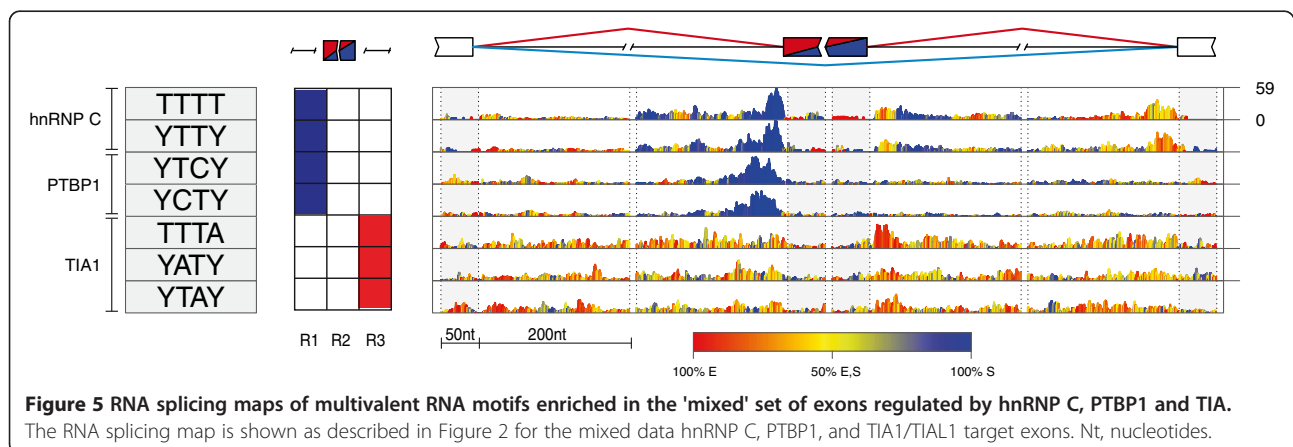 59
0
hnRNP C
PTBP1
TIA1
TTTT
YTTY
YTCY
YCTY
TTTA
YATY
YTAY
R1 R2 R3
50nt 200nt
100% E 50% E,S 100% S
Figure 5 RNA splicing maps of multivalent RNA motifs enriched in the 'mixed' set of exons regulated by hnRNP C, PTBP1 and TIA.
The RNA splicing map is shown as described in Figure 2 for the mixed data hnRNP C, PTBP1, and TIA1/TIAL1 target exons. Nt, nucleotides.